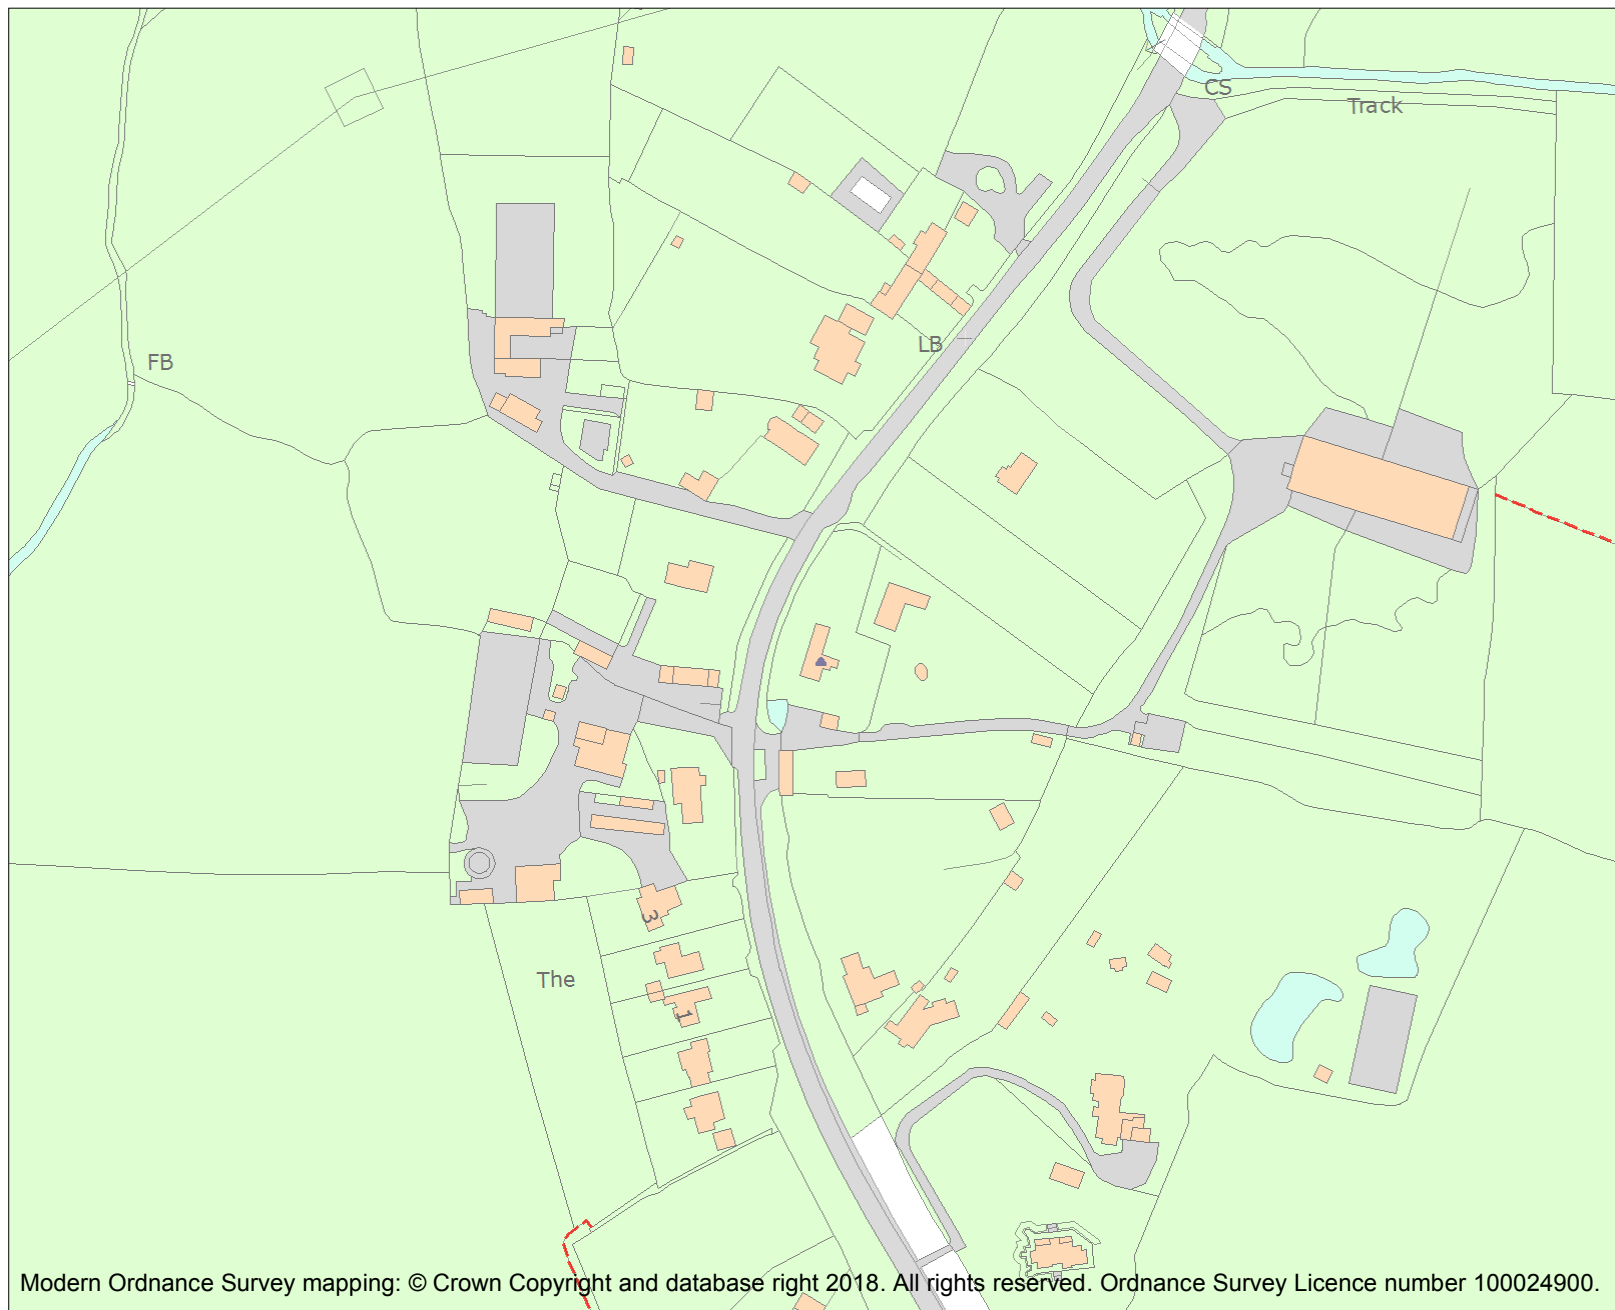 CS
Track
LB
FB
3
The
1
Modern Ordnance Survey mapping: © Crown Copyright and database right 2018. All rights reserved. Ordnance Survey Licence number 100024900.